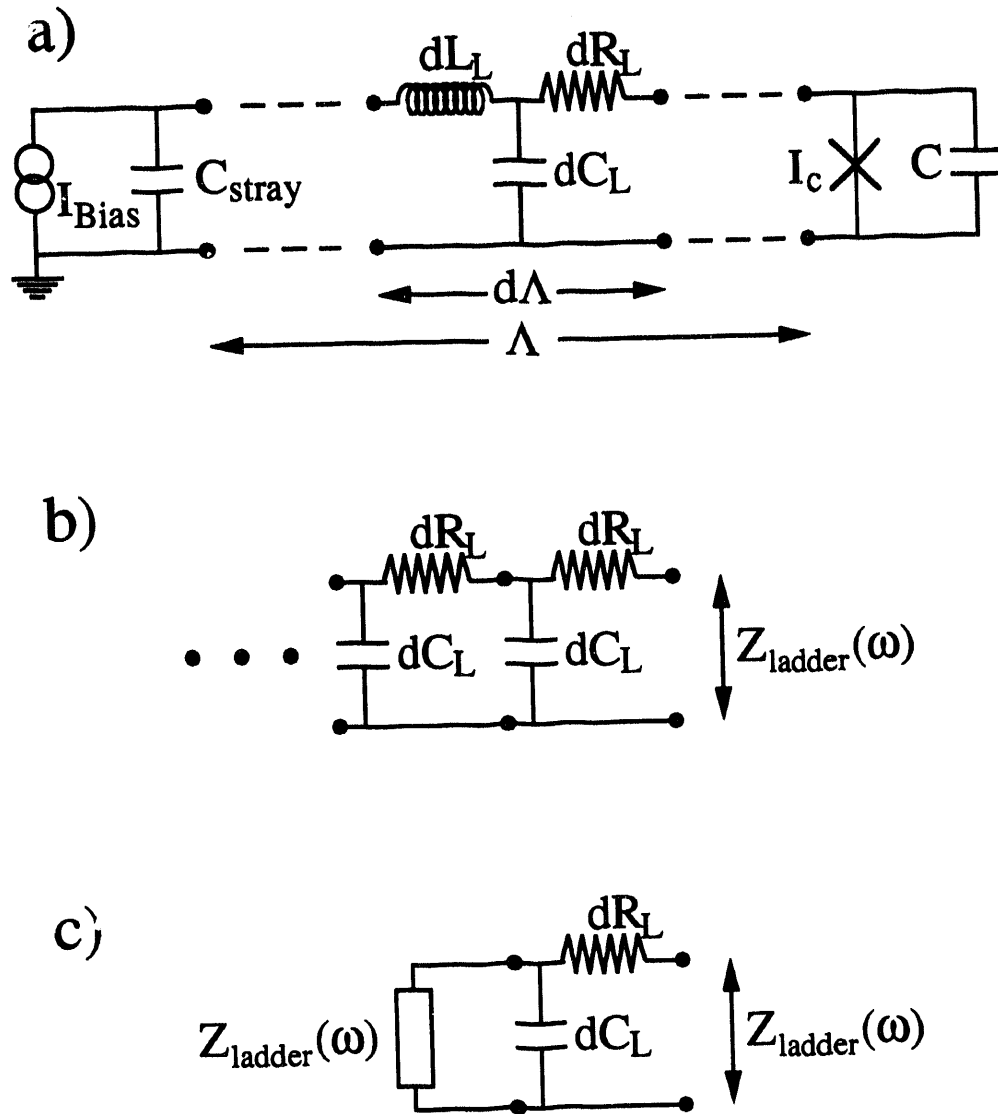 a)
dL_L
dR_L
I_Bias
C_stray
dC_L
I_c
C
dΛ
Λ
b)
dR_L
dR_L
dC_L
dC_L
Z_ladder(ω)
c)
dR_L
Z_ladder(ω)
dC_L
Z_ladder(ω)